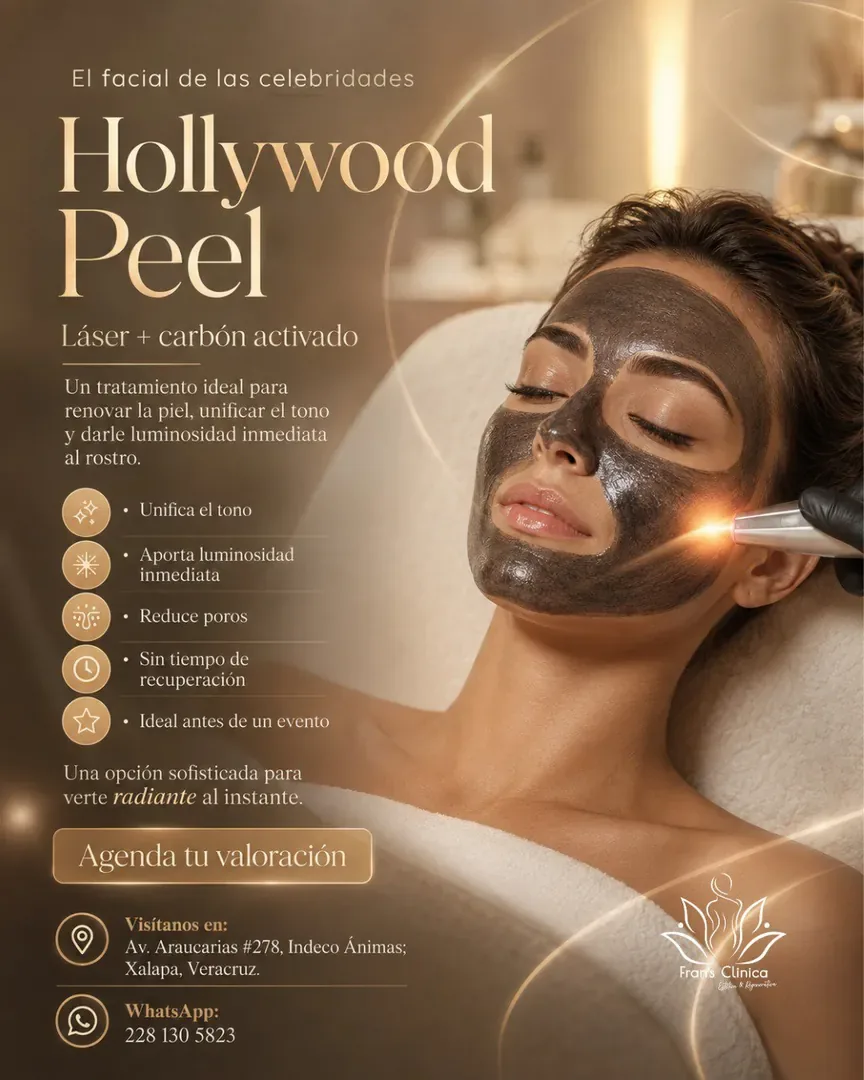 El facial de las celebridades
Hollywood
Peel
Láser + carbón activado
Un tratamiento ideal para
renovar la piel, unificar el tono
y darle luminosidad inmediata
al rostro.
• Unifica el tono
• Aporta luminosidad
inmediata
• Reduce poros
• Sin tiempo de
recuperación
• Ideal antes de un evento
Una opción sofisticada para
verte radiante al instante.
Agenda tu valoración
Visítanos en:
Av. Araucarias #278, Indeco Ánimas;
Xalapa, Veracruz.
WhatsApp:
228 130 5823
Fran's Clínica
Estética & Regenerativa